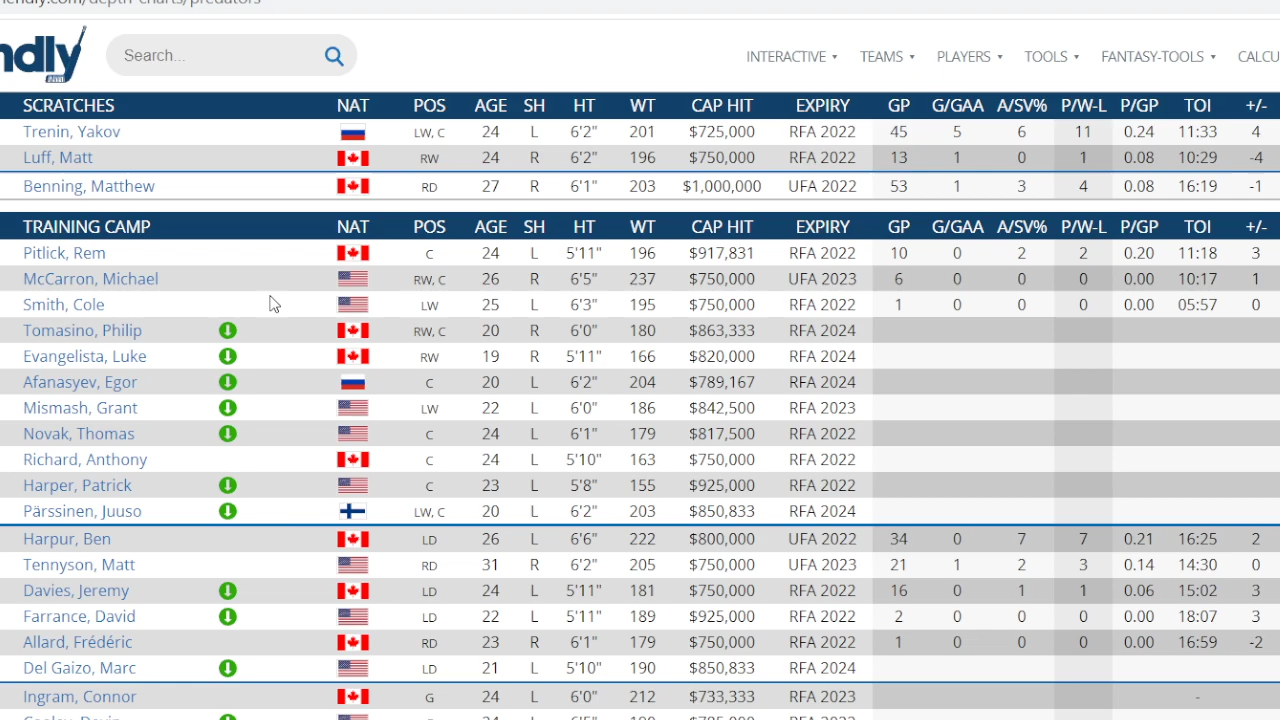 endly.com/depth-charts/predators
ndly
Search...
INTERACTIVE TEAMS PLAYERS TOOLS FANTASY-TOOLS CALCU
SCRATCHES NAT POS AGE SH HT WT CAP HIT EXPIRY GP G/GAA A/SV% P/W-L P/GP TOI +/-
Trenin, Yakov LW, C 24 L 6'2" 201 $725,000 RFA 2022 45 5 6 11 0.24 11:33 4
Luff, Matt RW 24 R 6'2" 196 $750,000 RFA 2022 13 1 0 1 0.08 10:29 -4
Benning, Matthew RD 27 R 6'1" 203 $1,000,000 UFA 2022 53 1 3 4 0.08 16:19 -1
TRAINING CAMP NAT POS AGE SH HT WT CAP HIT EXPIRY GP G/GAA A/SV% P/W-L P/GP TOI +/-
Pitlick, Rem C 24 L 5'11" 196 $917,831 RFA 2022 10 0 2 2 0.20 11:18 3
McCarron, Michael RW, C 26 R 6'5" 237 $750,000 UFA 2023 6 0 0 0 0.00 10:17 1
Smith, Cole LW 25 L 6'3" 195 $750,000 RFA 2022 1 0 0 0 0.00 05:57 0
Tomasino, Philip RW, C 20 R 6'0" 180 $863,333 RFA 2024
Evangelista, Luke RW 19 R 5'11" 166 $820,000 RFA 2024
Afanasyev, Egor C 20 L 6'2" 204 $789,167 RFA 2024
Mismash, Grant LW 22 L 6'0" 186 $842,500 RFA 2023
Novak, Thomas C 24 L 6'1" 179 $817,500 RFA 2022
Richard, Anthony C 24 L 5'10" 163 $750,000 RFA 2022
Harper, Patrick C 23 L 5'8" 155 $925,000 RFA 2022
Pärssinen, Juuso LW, C 20 L 6'2" 203 $850,833 RFA 2024
Harpur, Ben LD 26 L 6'6" 222 $800,000 UFA 2022 34 0 7 7 0.21 16:25 2
Tennyson, Matt RD 31 R 6'2" 205 $750,000 UFA 2023 21 1 2 3 0.14 14:30 0
Davies, Jeremy LD 24 L 5'11" 181 $750,000 RFA 2022 16 0 1 1 0.06 15:02 3
Farrance, David LD 22 L 5'11" 189 $925,000 RFA 2022 2 0 0 0 0.00 18:07 3
Allard, Frédéric RD 23 R 6'1" 179 $750,000 RFA 2022 1 0 0 0 0.00 16:59 -2
Del Gaizo, Marc LD 21 L 5'10" 190 $850,833 RFA 2024
Ingram, Connor G 24 L 6'0" 212 $733,333 RFA 2023 -